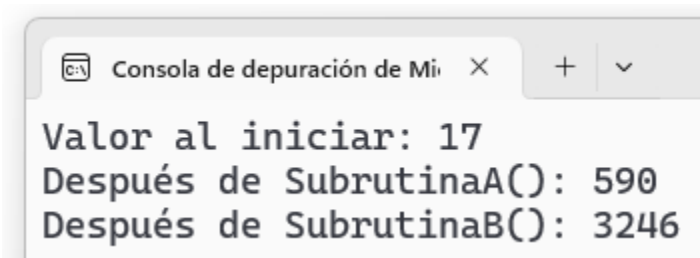 Consola de depuración de Mi
Valor al iniciar: 17
Después de SubrutinaA(): 590
Después de SubrutinaB(): 3246